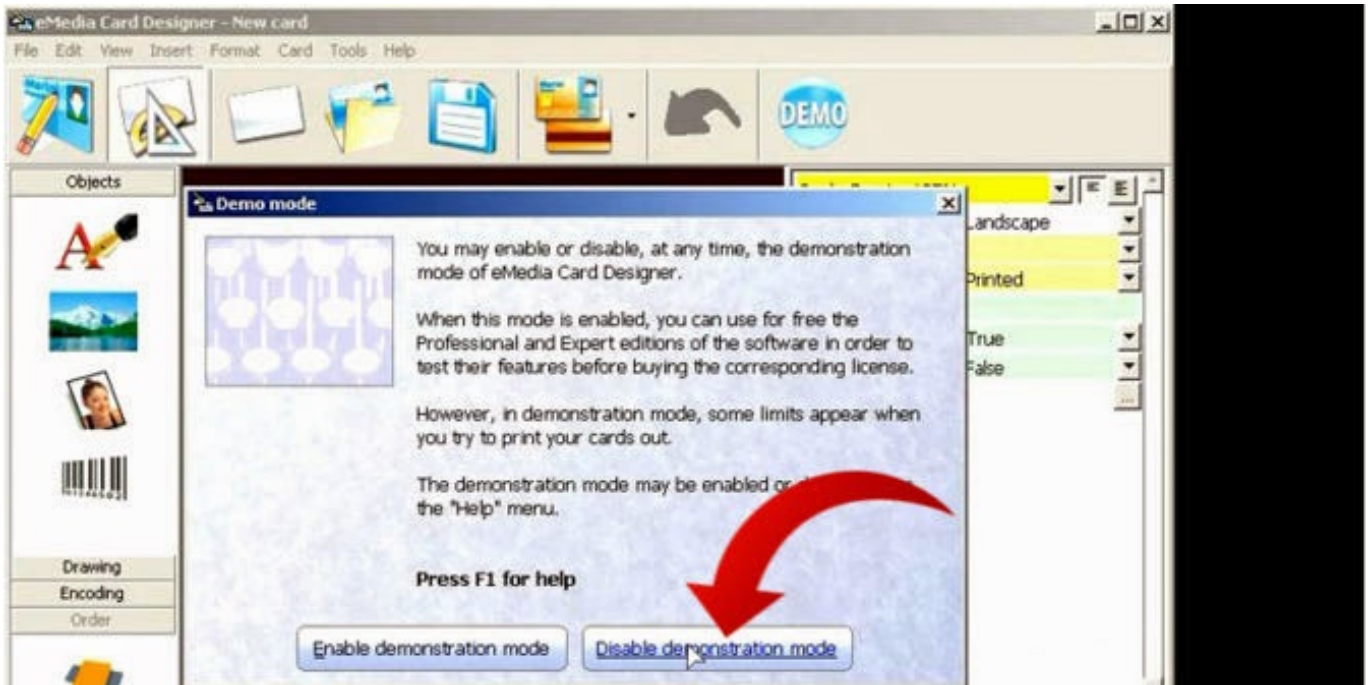 eMedia Card Designer - New card
File Edit View Insert Format Card Tools Help
DEMO
Objects
Demo mode
Landscape
Printed
True
False
You may enable or disable, at any time, the demonstration
mode of eMedia Card Designer.
When this mode is enabled, you can use for free the
Professional and Expert editions of the software in order to
test their features before buying the corresponding license.
However, in demonstration mode, some limits appear when
you try to print your cards out.
The demonstration mode may be enabled or
the "Help" menu.
Press F1 for help
Drawing
Encoding
Order
Enable demonstration mode
Disable demonstration mode